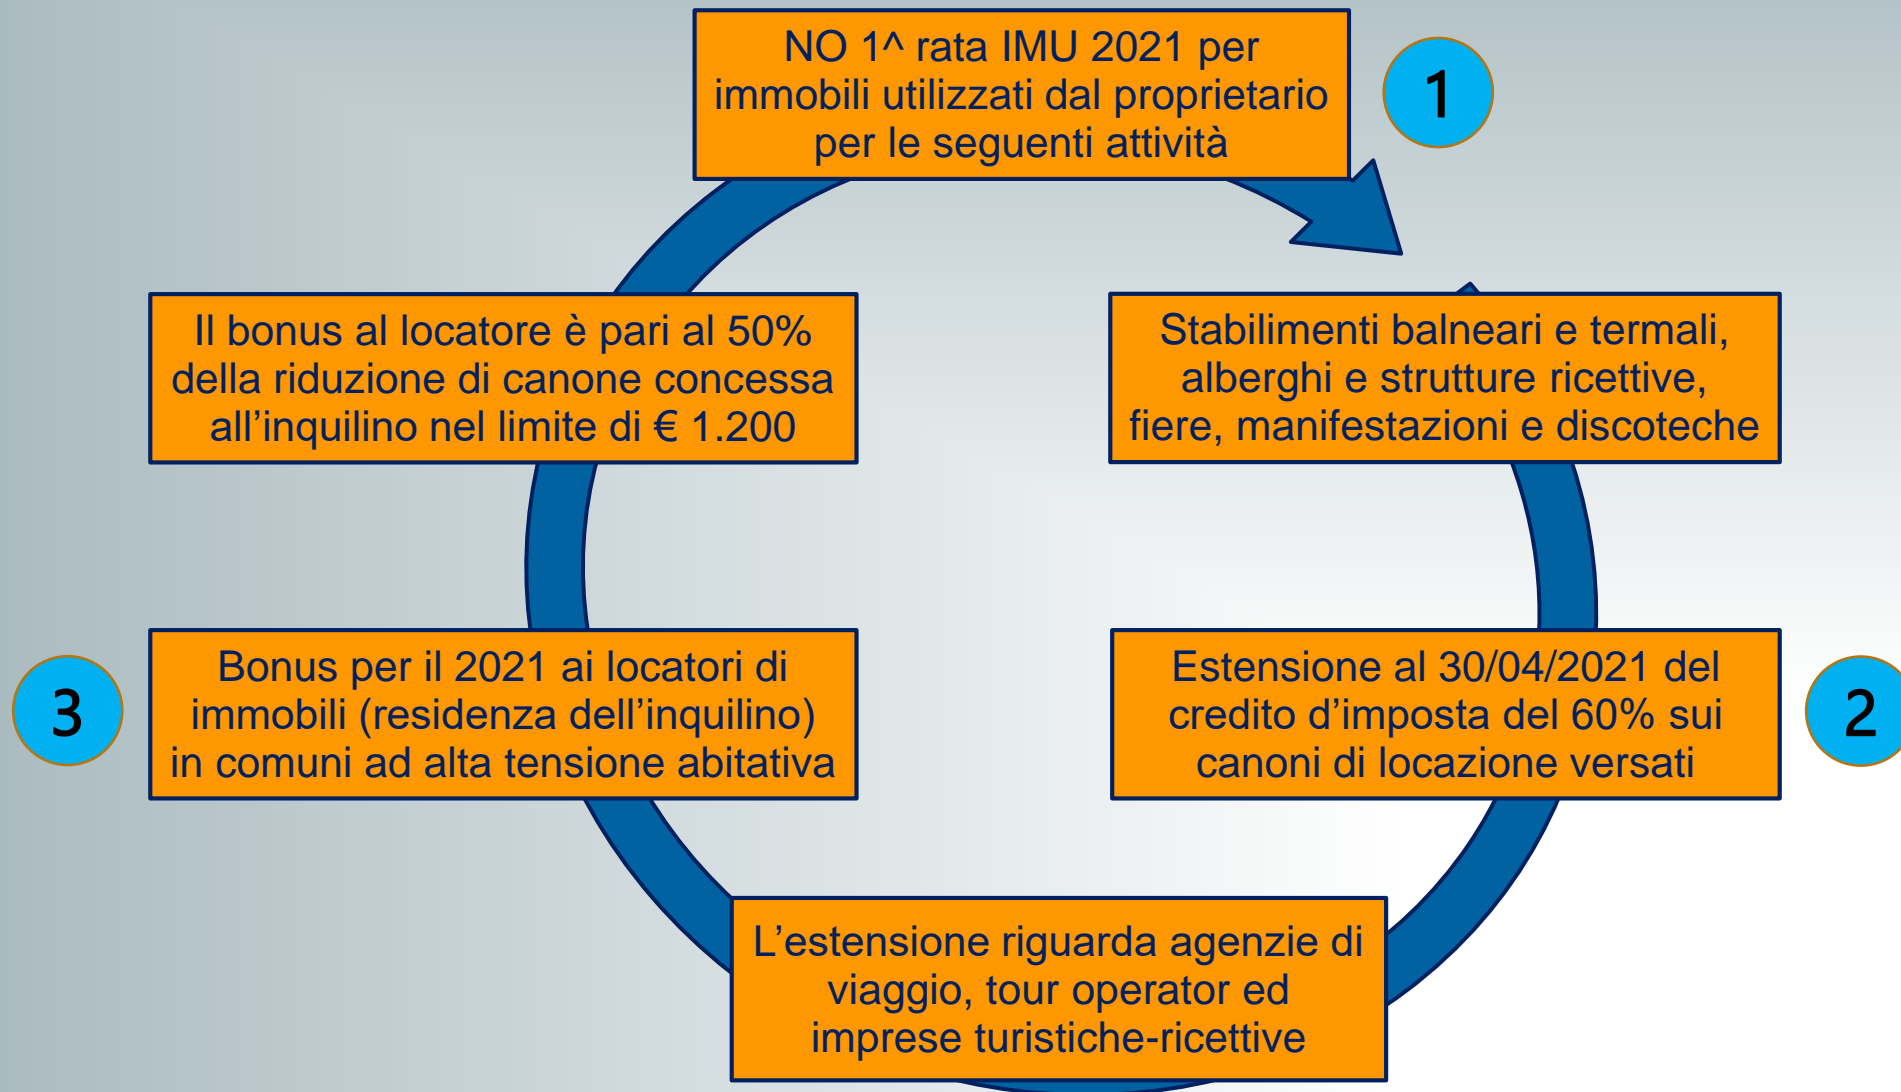 NO 1^ rata IMU 2021 per
immobili utilizzati dal proprietario
per le seguenti attività
1
Stabilimenti balneari e termali,
alberghi e strutture ricettive,
fiere, manifestazioni e discoteche
Estensione al 30/04/2021 del
credito d’imposta del 60% sui
canoni di locazione versati
2
L’estensione riguarda agenzie di
viaggio, tour operator ed
imprese turistiche-ricettive
3
Bonus per il 2021 ai locatori di
immobili (residenza dell’inquilino)
in comuni ad alta tensione abitativa
Il bonus al locatore è pari al 50%
della riduzione di canone concessa
all’inquilino nel limite di € 1.200